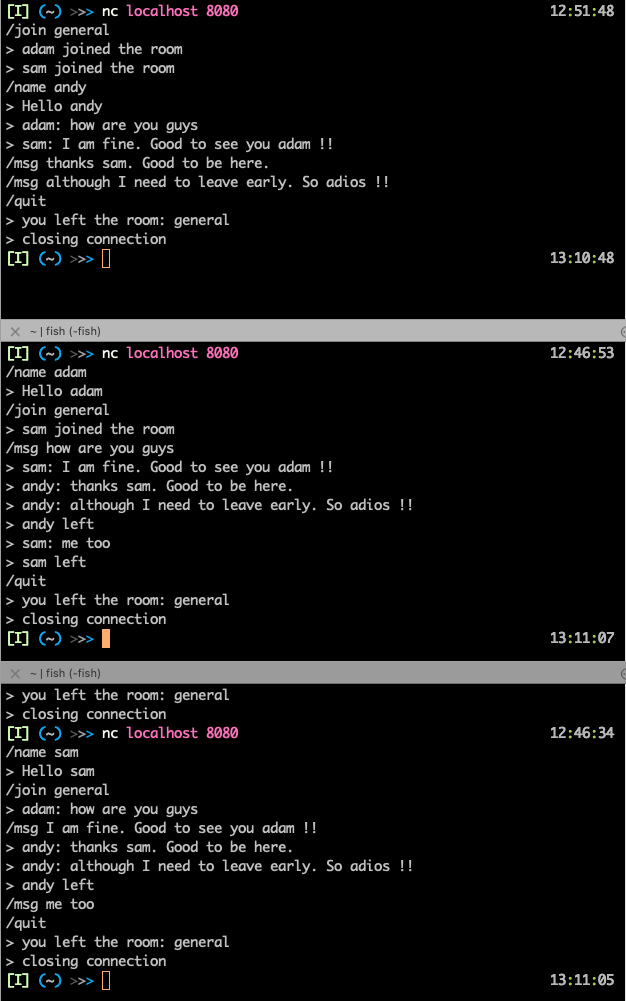 [I] (~) >>> nc localhost 8080 12:51:48
/join general
> adam joined the room
> sam joined the room
/name andy
> Hello andy
> adam: how are you guys
> sam: I am fine. Good to see you adam !!
/msg thanks sam. Good to be here.
/msg although I need to leave early. So adios !!
/quit
> you left the room: general
> closing connection
[I] (~) >>> 13:10:48
~ | fish (-fish)
[I] (~) >>> nc localhost 8080 12:46:53
/name adam
> Hello adam
/join general
> sam joined the room
/msg how are you guys
> sam: I am fine. Good to see you adam !!
> andy: thanks sam. Good to be here.
> andy: although I need to leave early. So adios !!
> andy left
> sam: me too
> sam left
/quit
> you left the room: general
> closing connection
[I] (~) >>> 13:11:07
~ | fish (-fish)
> you left the room: general
> closing connection
[I] (~) >>> nc localhost 8080 12:46:34
/name sam
> Hello sam
/join general
> adam: how are you guys
/msg I am fine. Good to see you adam !!
> andy: thanks sam. Good to be here.
> andy: although I need to leave early. So adios !!
> andy left
/msg me too
/quit
> you left the room: general
> closing connection
[I] (~) >>> 13:11:05